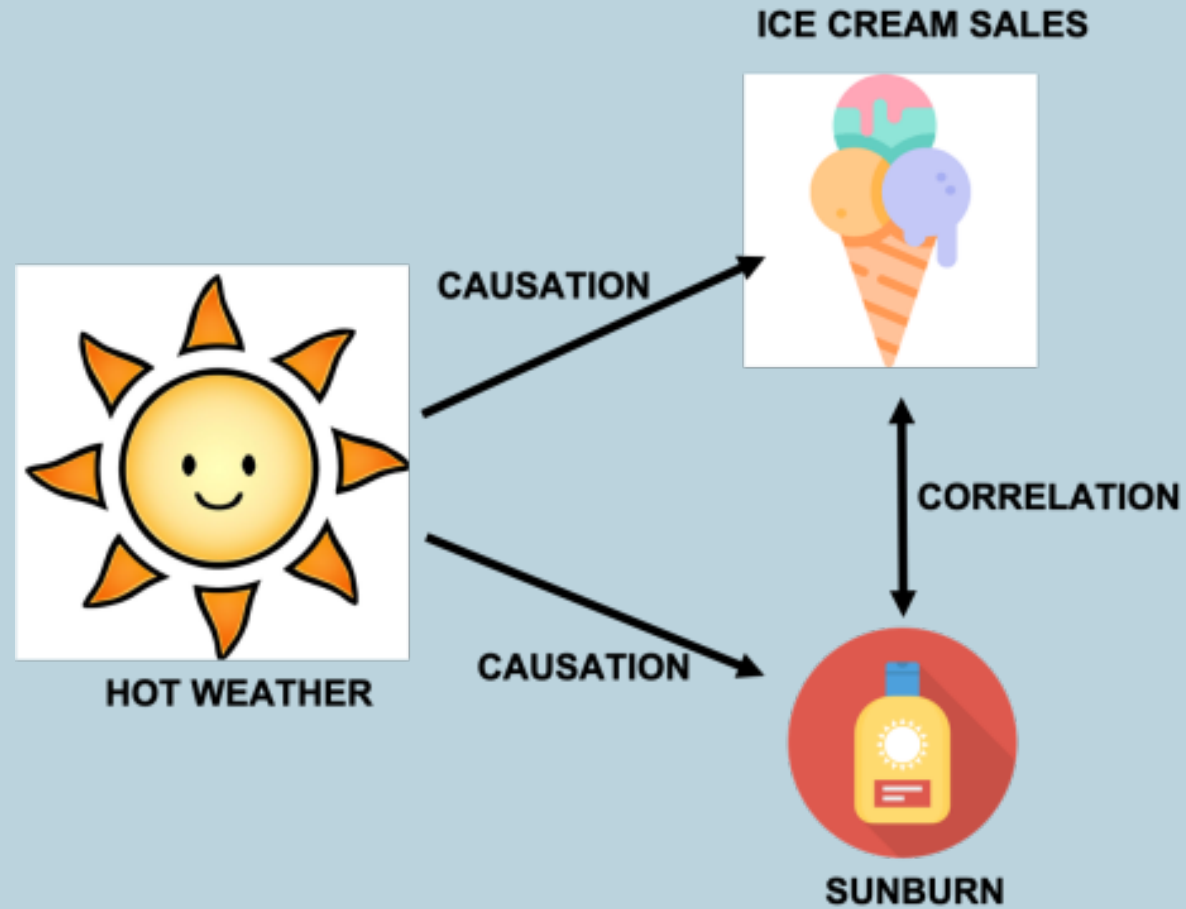 ICE CREAM SALES
CAUSATION
CORRELATION
CAUSATION
HOT WEATHER
SUNBURN